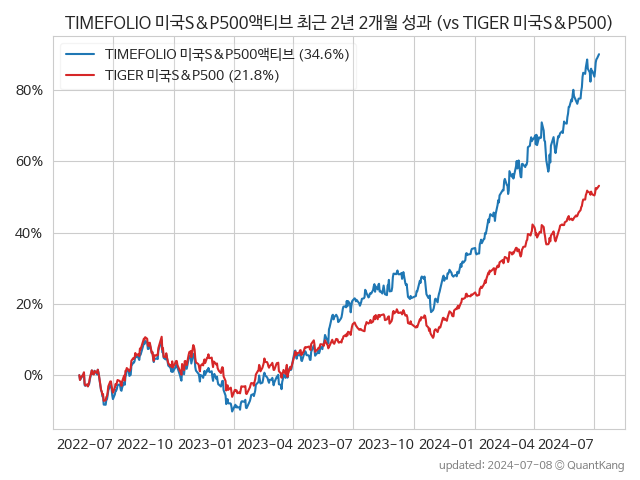 TIMEFOLIO 미국S&P500액티브 최근 2년 2개월 성과 (vs TIGER 미국S&P500)
TIMEFOLIO 미국S&P500액티브 (34.6%)
TIGER 미국S&P500 (21.8%)
80%
60%
40%
20%
0%
2022-07 2022-10 2023-01 2023-04 2023-07 2023-10 2024-01 2024-04 2024-07
updated: 2024-07-08 © QuantKang